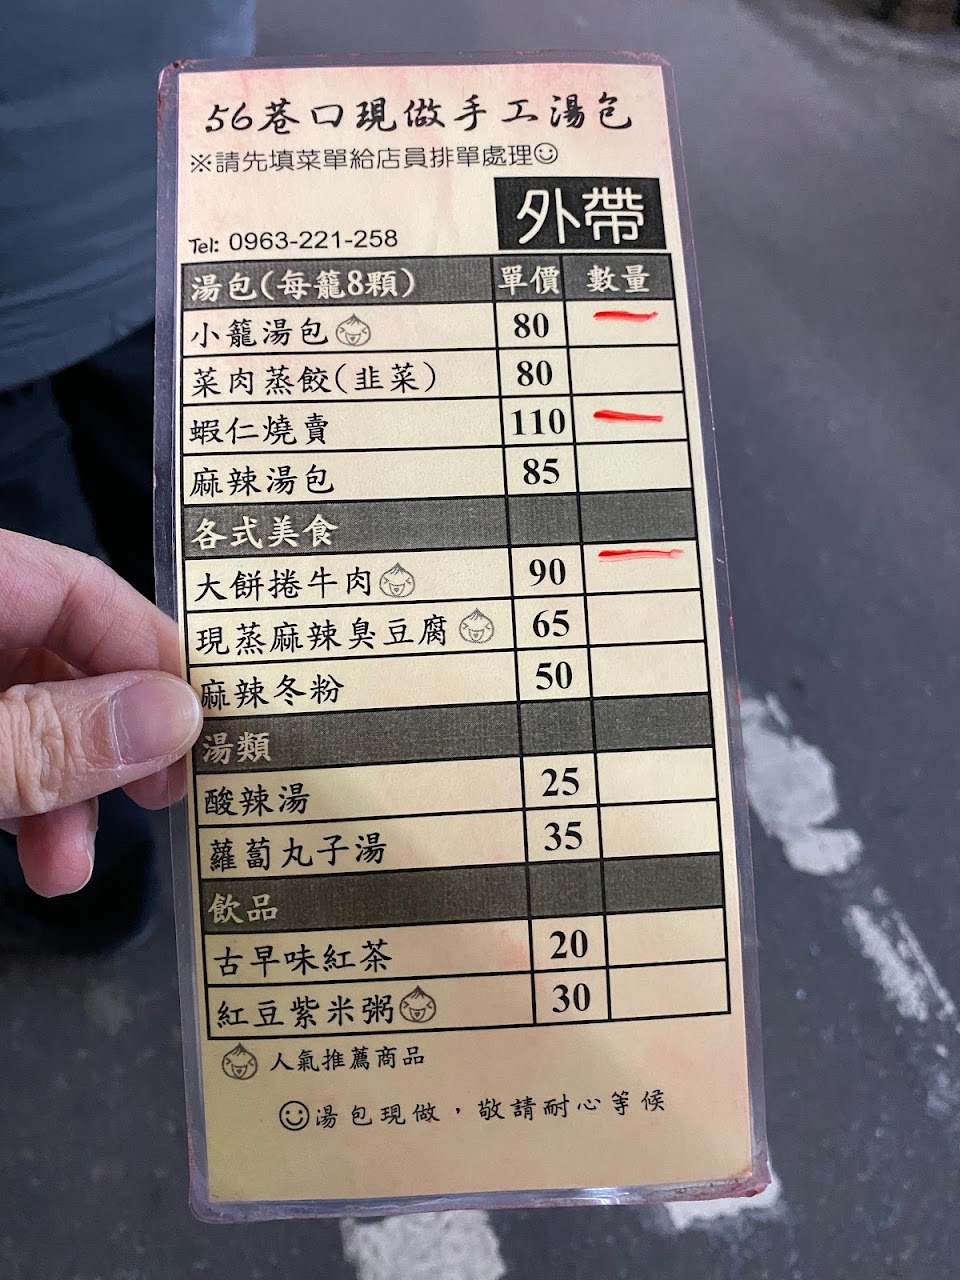 56巷口現做手工湯包
※請先填菜單給店員排單處理
外帶
Tel: 0963-221-258
湯包(每籠8顆) 單價 數量
小籠湯包 80
菜肉蒸餃(韭菜) 80
蝦仁燒賣 110
麻辣湯包 85
各式美食
大餅捲牛肉 90
現蒸麻辣臭豆腐 65
麻辣冬粉 50
湯類
酸辣湯 25
蘿蔔丸子湯 35
飲品
古早味紅茶 20
紅豆紫米粥 30
人氣推薦商品
湯包現做，敬請耐心等候